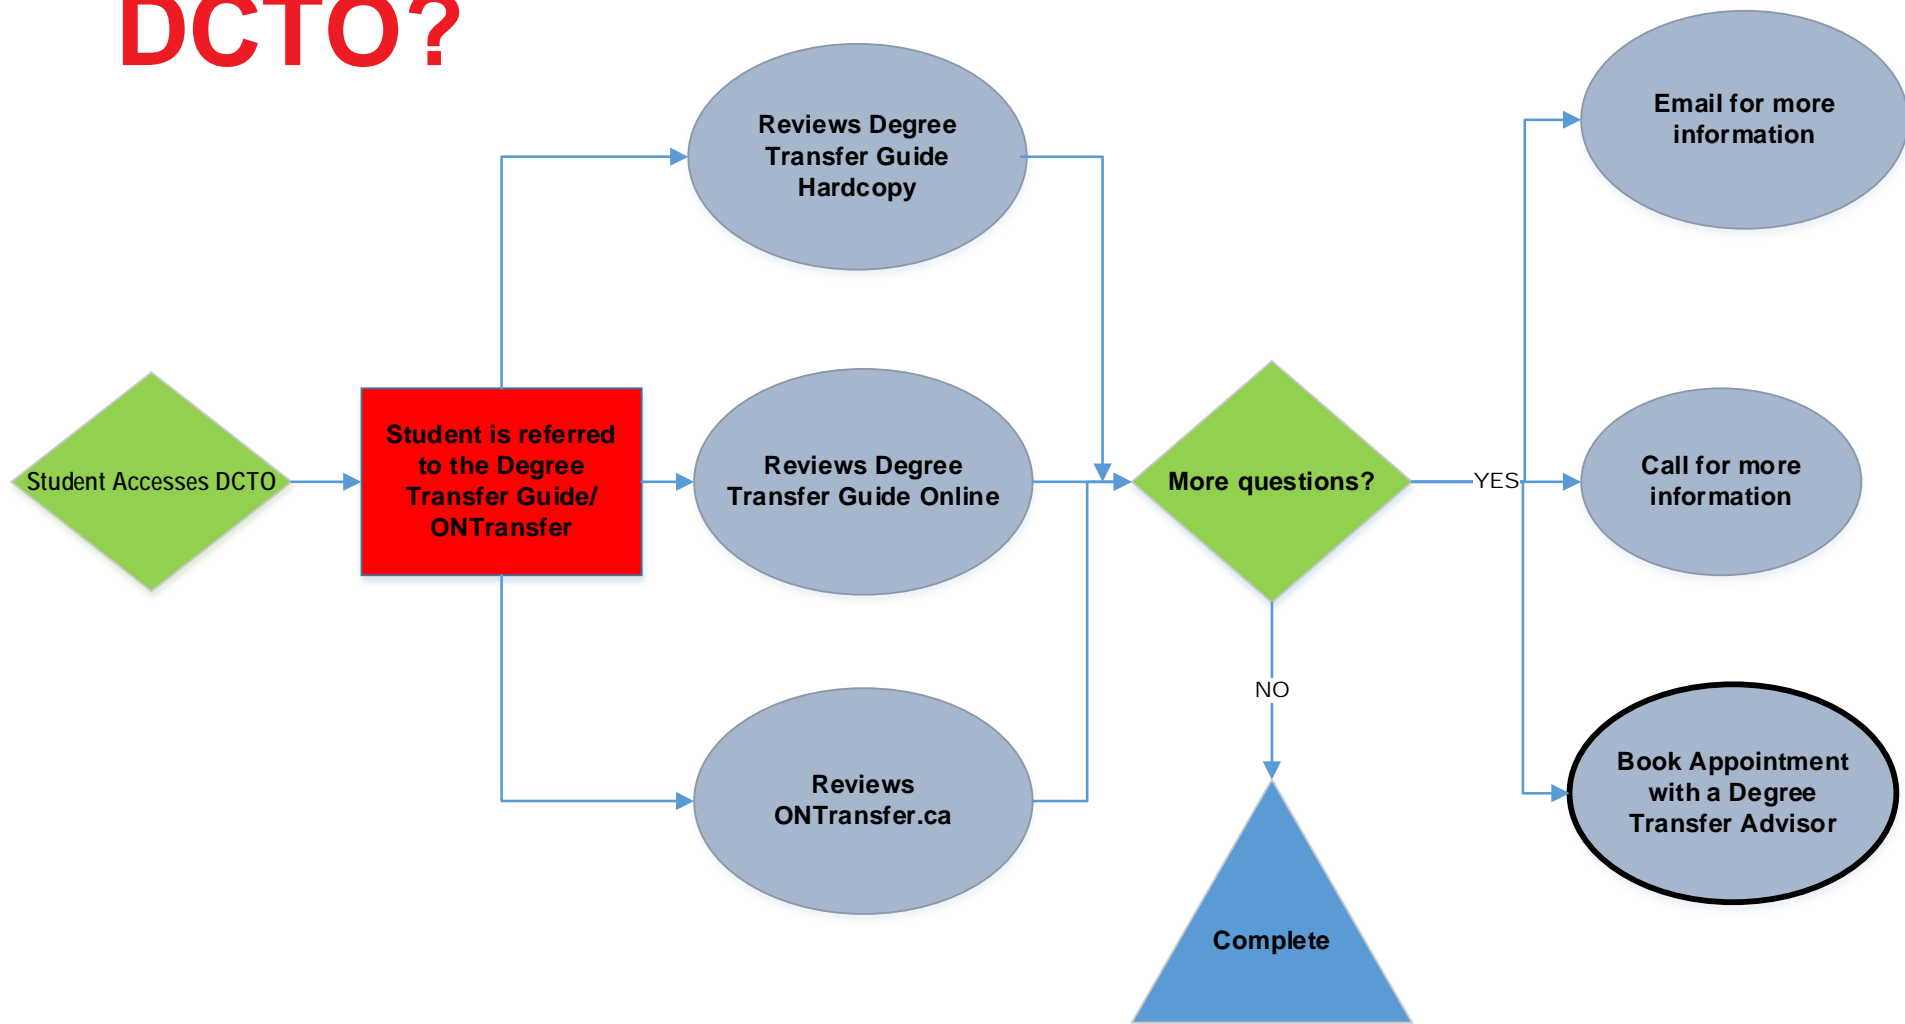 DCTO?
Student Accesses DCTO
Student is referred
to the Degree
Transfer Guide/
ONTransfer
Reviews Degree
Transfer Guide
Hardcopy
Reviews Degree
Transfer Guide Online
Reviews
ONTransfer.ca
More questions?
NO
Complete
YES
Email for more
information
Call for more
information
Book Appointment
with a Degree
Transfer Advisor